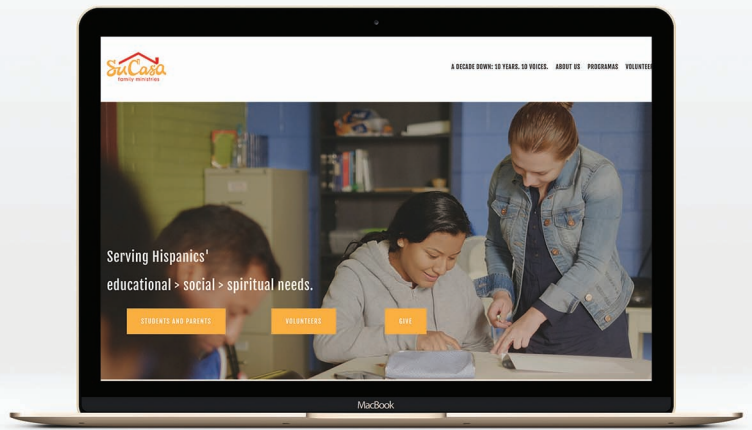 SuCasa
family ministries
A DECADE DOWN: 10 YEARS. 10 VOICES. ABOUT US PROGRAMAS VOLUNTEER
Serving Hispanics'
educational > social > spiritual needs.
STUDENTS AND PARENTS VOLUNTEERS GIVE
MacBook